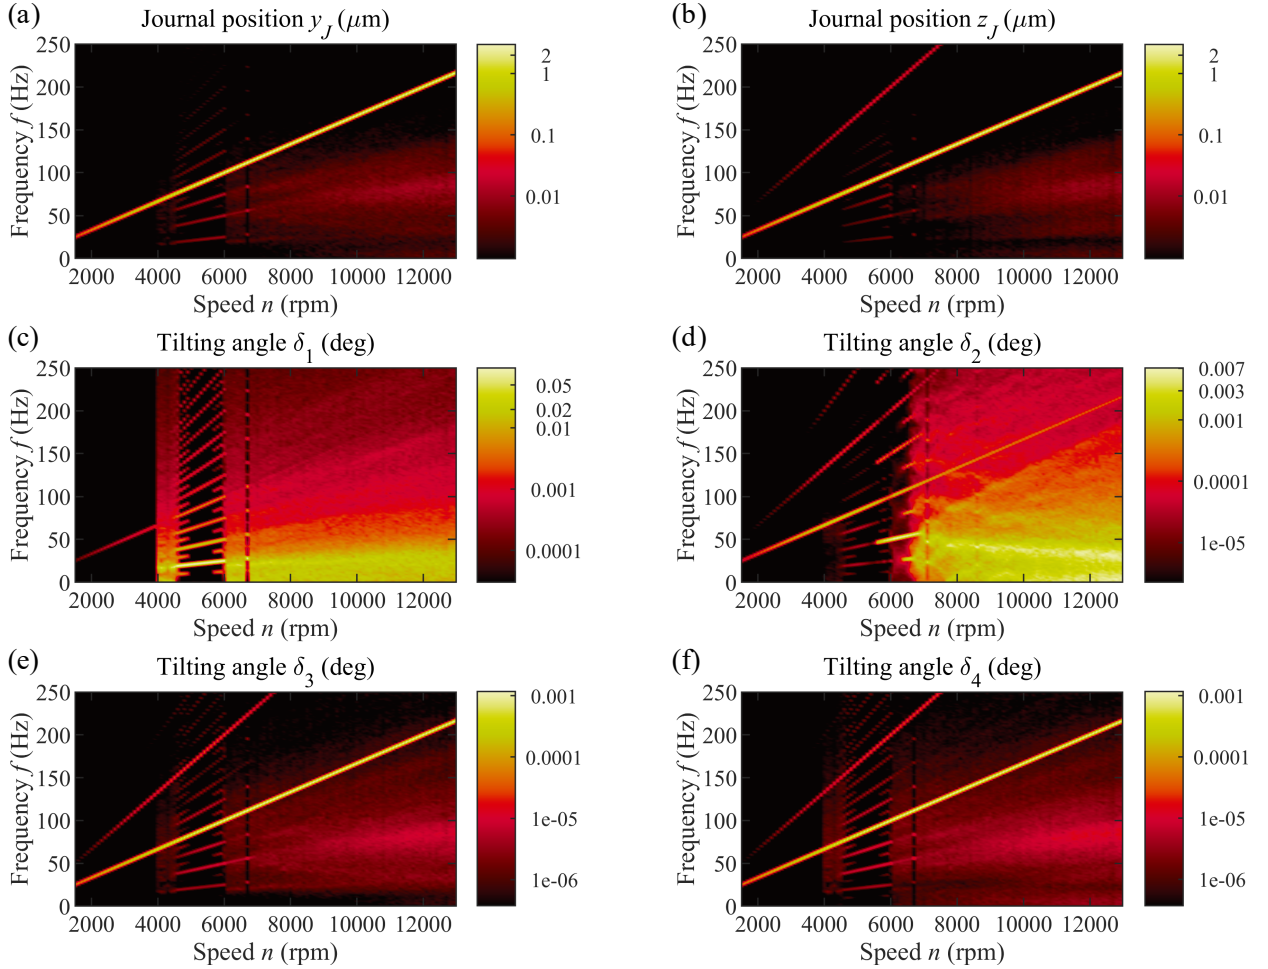 (a) Journal position y_J (μm)
250
200
150
100
50
0
Frequency f (Hz)
2000 4000 6000 8000 10000 12000
Speed n (rpm)
2
1
0.1
0.01
(b) Journal position z_J (μm)
250
200
150
100
50
0
Frequency f (Hz)
2000 4000 6000 8000 10000 12000
Speed n (rpm)
2
1
0.1
0.01
(c) Tilting angle δ_1 (deg)
250
200
150
100
50
0
Frequency f (Hz)
2000 4000 6000 8000 10000 12000
Speed n (rpm)
0.05
0.02
0.01
0.001
0.0001
(d) Tilting angle δ_2 (deg)
250
200
150
100
50
0
Frequency f (Hz)
2000 4000 6000 8000 10000 12000
Speed n (rpm)
0.007
0.003
0.001
0.0001
1e-05
(e) Tilting angle δ_3 (deg)
250
200
150
100
50
0
Frequency f (Hz)
2000 4000 6000 8000 10000 12000
Speed n (rpm)
0.001
0.0001
1e-05
1e-06
(f) Tilting angle δ_4 (deg)
250
200
150
100
50
0
Frequency f (Hz)
2000 4000 6000 8000 10000 12000
Speed n (rpm)
0.001
0.0001
1e-05
1e-06